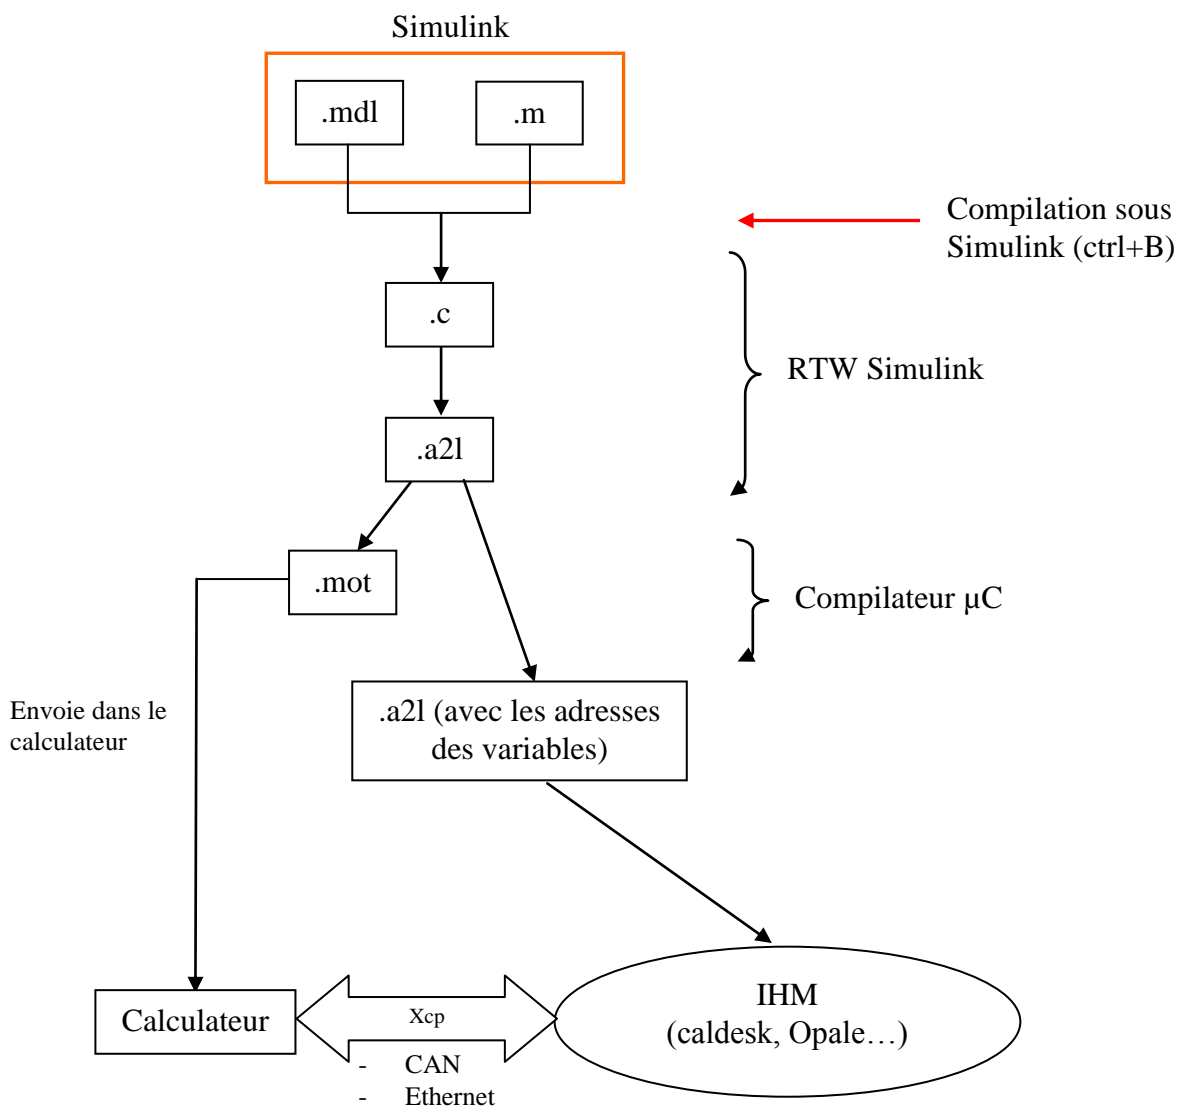 Simulink
.mdl
.m
Compilation sous
Simulink (ctrl+B)
.c
RTW Simulink
.a2l
.mot
Compilateur µC
Envoie dans le
calculateur
.a2l (avec les adresses
des variables)
Calculateur
Xcp
- CAN
- Ethernet
IHM
(caldesk, Opale…)